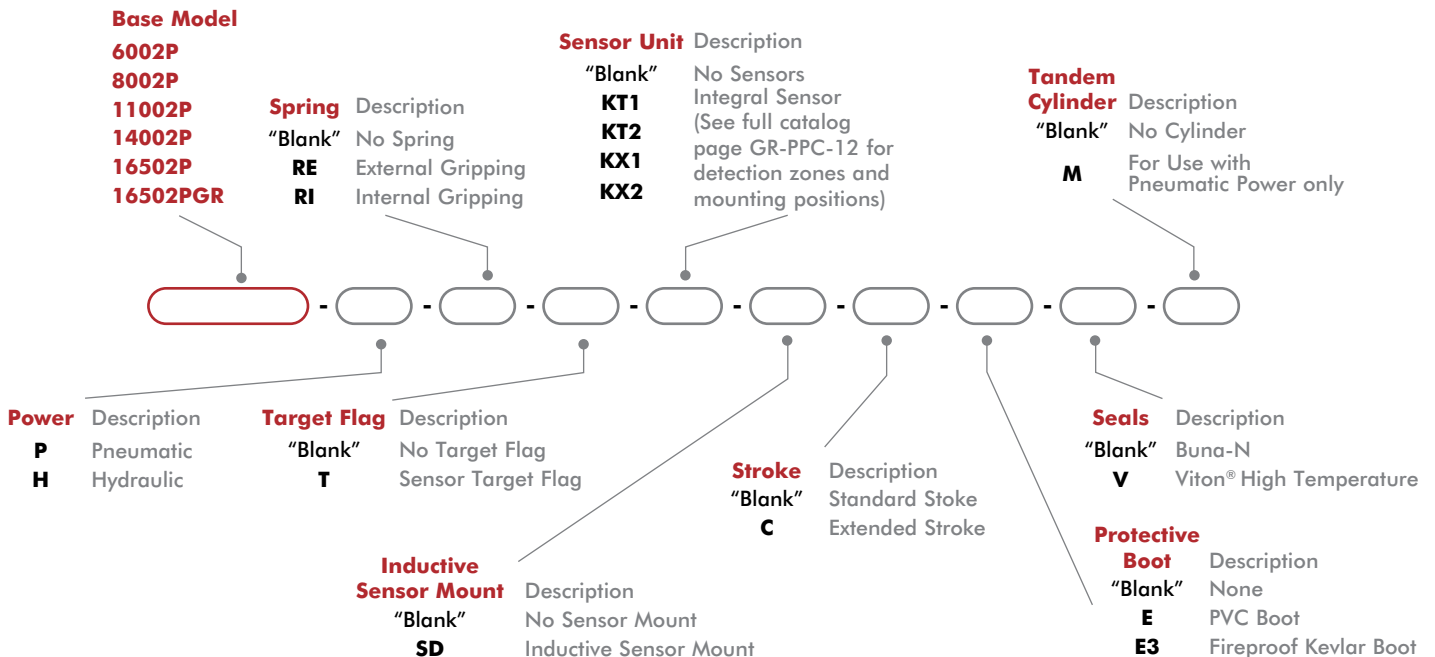 Base Model
6002P
8002P
11002P
14002P
16502P
16502PGR
Spring Description
“Blank” No Spring
RE External Gripping
RI Internal Gripping
Sensor Unit Description
“Blank” No Sensors
KT1 Integral Sensor
KT2 (See full catalog
page GR-PPC-12 for
KX1 detection zones and
KX2 mounting positions)
Tandem
Cylinder Description
“Blank” No Cylinder
M For Use with
Pneumatic Power only
- - - - - - - - -
Power Description
P Pneumatic
H Hydraulic
Target Flag Description
“Blank” No Target Flag
T Sensor Target Flag
Inductive
Sensor Mount Description
“Blank” No Sensor Mount
SD Inductive Sensor Mount
Stroke Description
“Blank” Standard Stoke
C Extended Stroke
Protective
Boot Description
“Blank” None
E PVC Boot
E3 Fireproof Kevlar Boot
Seals Description
“Blank” Buna-N
V Viton® High Temperature